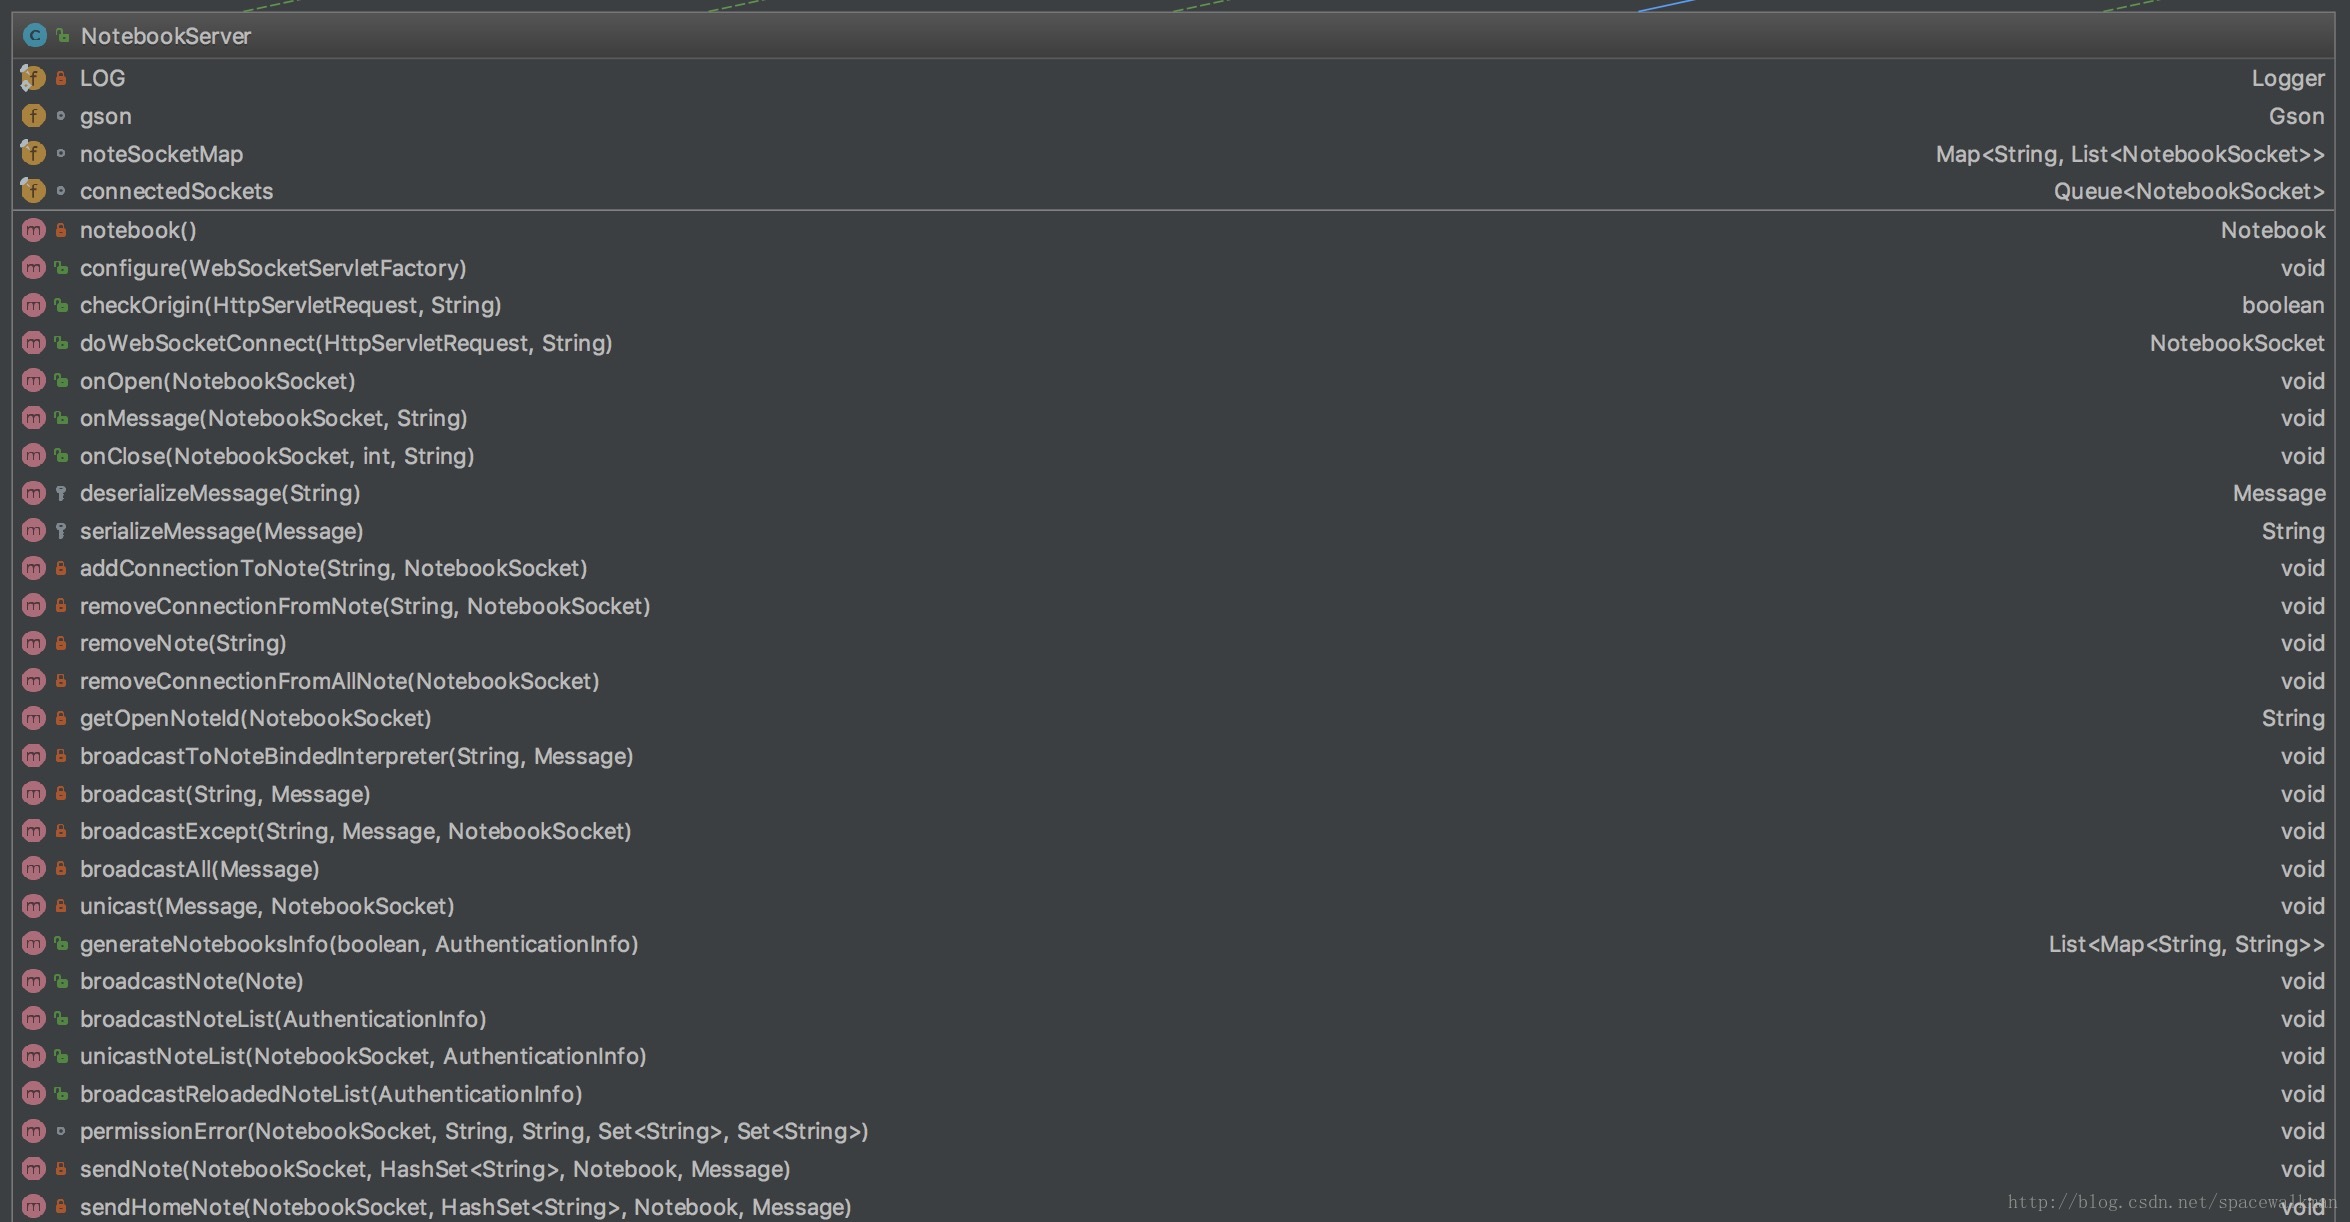 NotebookServer
LOG Logger
gson Gson
noteSocketMap Map<String, List<NotebookSocket>>
connectedSockets Queue<NotebookSocket>
notebook() Notebook
configure(WebSocketServletFactory) void
checkOrigin(HttpServletRequest, String) boolean
doWebSocketConnect(HttpServletRequest, String) NotebookSocket
onOpen(NotebookSocket) void
onMessage(NotebookSocket, String) void
onClose(NotebookSocket, int, String) void
deserializeMessage(String) Message
serializeMessage(Message) String
addConnectionToNote(String, NotebookSocket) void
removeConnectionFromNote(String, NotebookSocket) void
removeNote(String) void
removeConnectionFromAllNote(NotebookSocket) void
getOpenNoteId(NotebookSocket) String
broadcastToNoteBindedInterpreter(String, Message) void
broadcast(String, Message) void
broadcastExcept(String, Message, NotebookSocket) void
broadcastAll(Message) void
unicast(Message, NotebookSocket) void
generateNotebooksInfo(boolean, AuthenticationInfo) List<Map<String, String>>
broadcastNote(Note) void
broadcastNoteList(AuthenticationInfo) void
unicastNoteList(NotebookSocket, AuthenticationInfo) void
broadcastReloadedNoteList(AuthenticationInfo) void
permissionError(NotebookSocket, String, String, Set<String>, Set<String>) void
sendNote(NotebookSocket, HashSet<String>, Notebook, Message) void
sendHomeNote(NotebookSocket, HashSet<String>, Notebook, Message) void
http://blog.csdn.net/spacewalkman